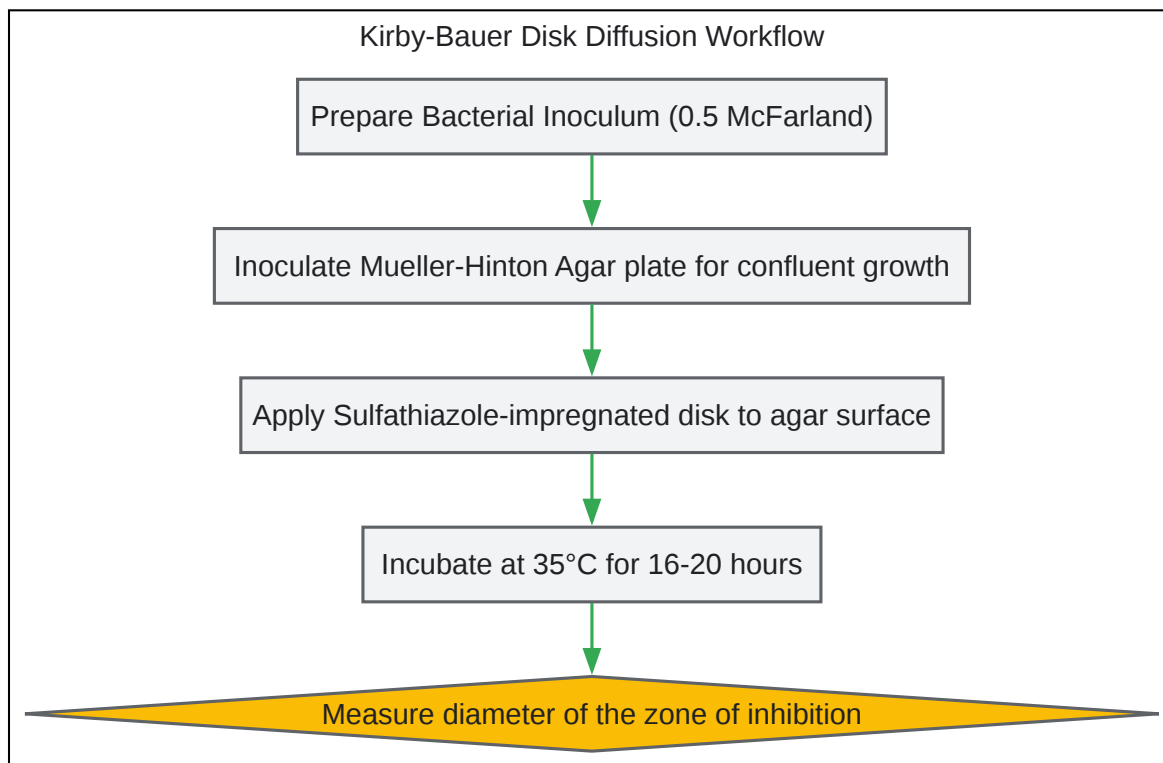 Kirby-Bauer Disk Diffusion Workflow
Prepare Bacterial Inoculum (0.5 McFarland)
Inoculate Mueller-Hinton Agar plate for confluent growth
Apply Sulfathiazole-impregnated disk to agar surface
Incubate at 35°C for 16-20 hours
Measure diameter of the zone of inhibition